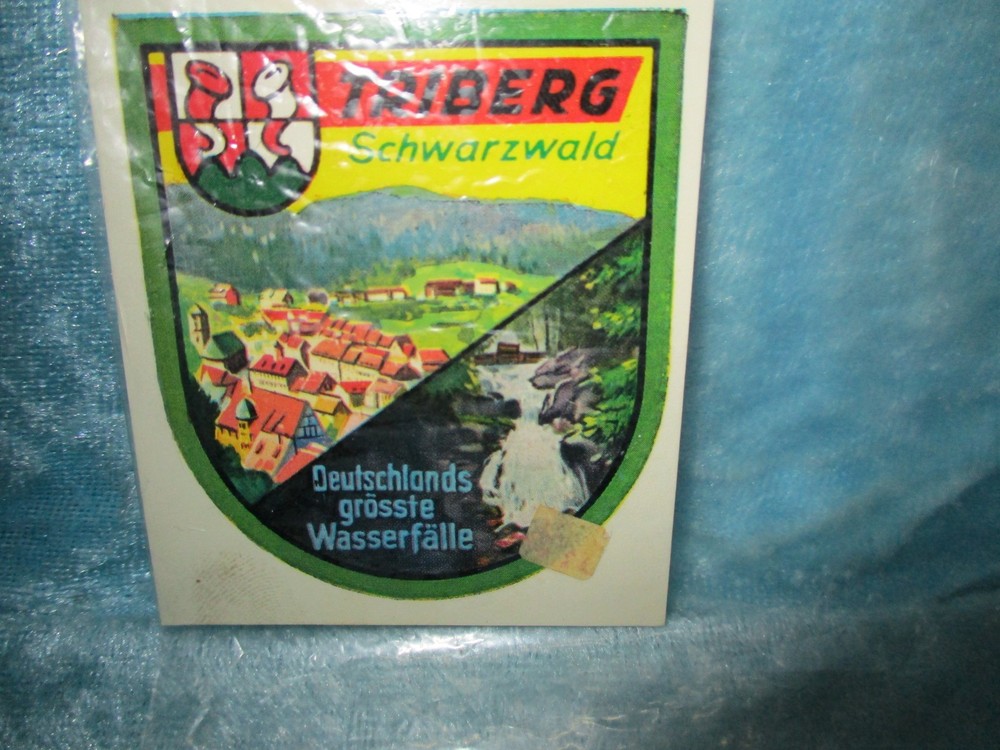 TRIBERG
Schwarzwald
Deutschlands
grösste
Wasserfälle